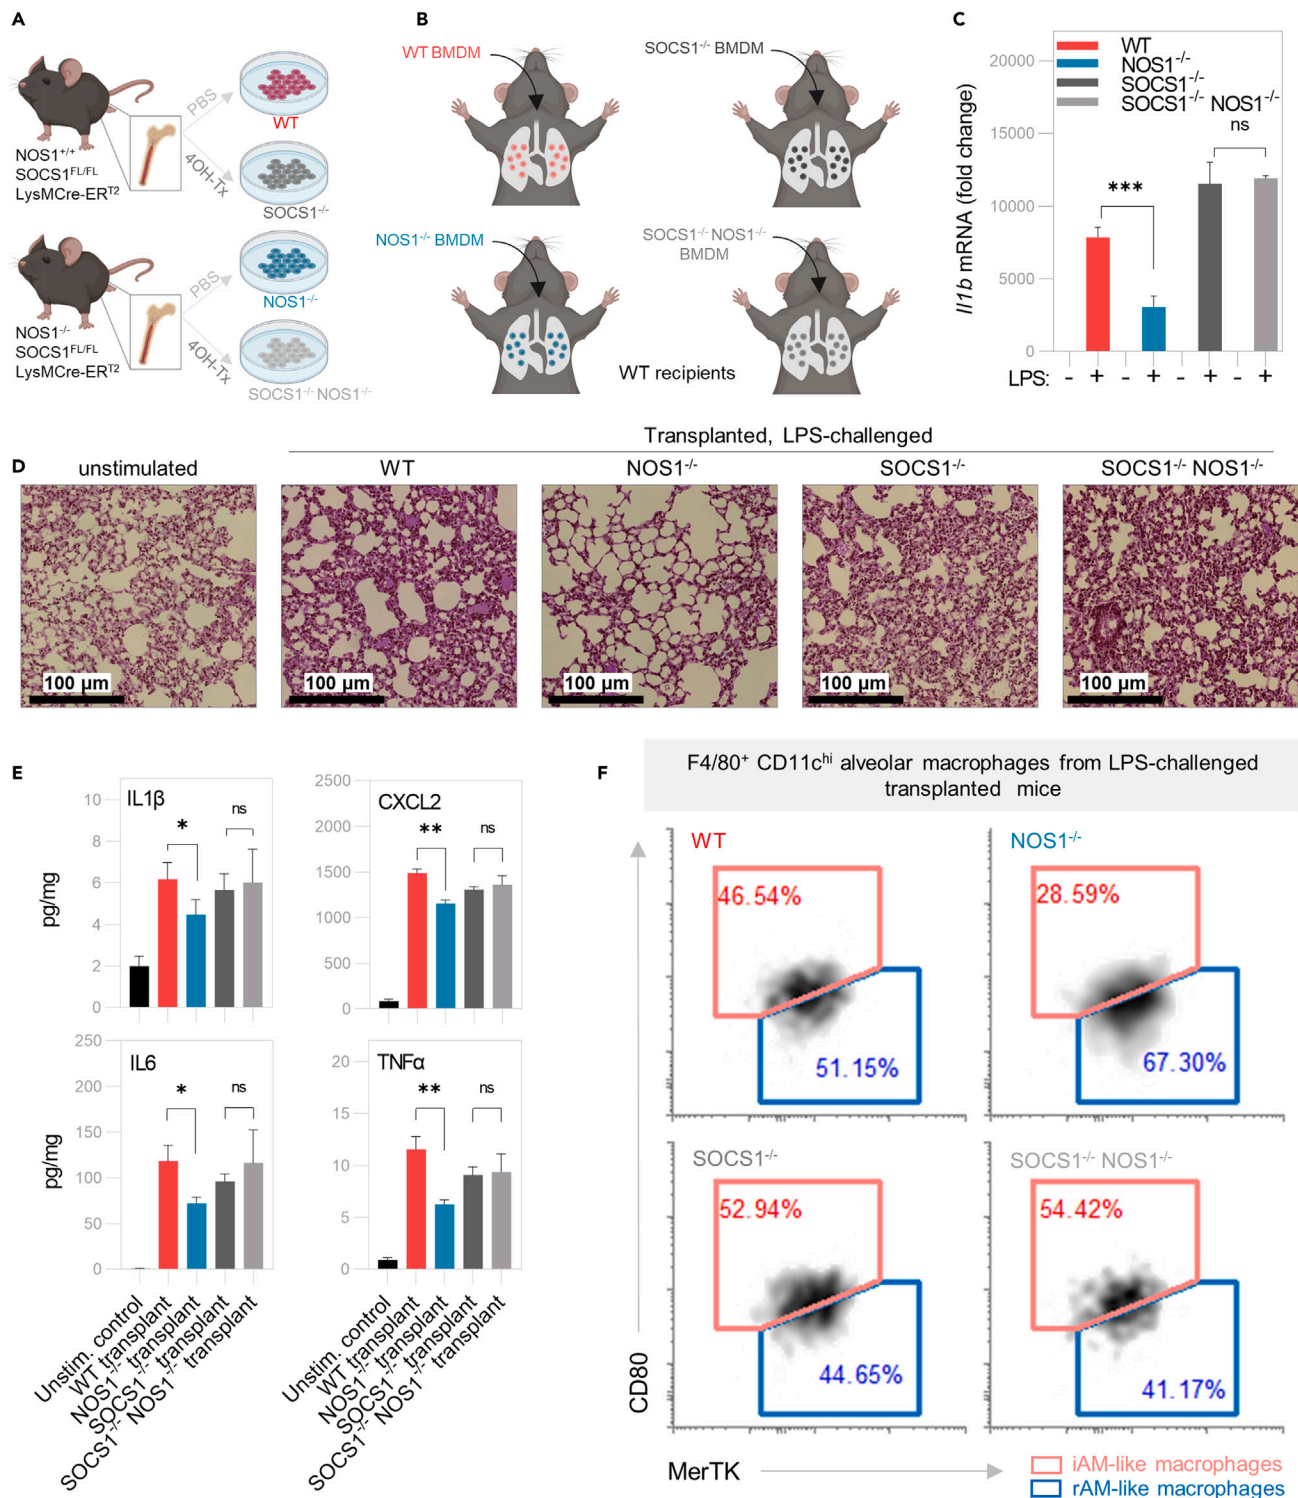 A
NOS1+/+
SOCS1FL/FL
LysMCre-ERT2
PBS
4OH-Tx
WT
SOCS1-/-
NOS1-/-
SOCS1FL/FL
LysMCre-ERT2
PBS
4OH-Tx
NOS1-/-
SOCS1-/- NOS1-/-
B
WT BMDM
SOCS1-/- BMDM
NOS1-/- BMDM
SOCS1-/- NOS1-/-
BMDM
WT recipients
C
WT
NOS1-/-
SOCS1-/-
SOCS1-/- NOS1-/-
ns
***
Il1b mRNA (fold change)
20000
15000
10000
5000
0
LPS: - + - + - + - +
Transplanted, LPS-challenged
D
unstimulated
WT
NOS1-/-
SOCS1-/-
SOCS1-/- NOS1-/-
100 µm
100 µm
100 µm
100 µm
100 µm
E
IL1β
pg/mg
10
8
6
4
2
0
*
ns
CXCL2
2500
2000
1500
1000
500
0
**
ns
IL6
pg/mg
250
200
150
100
50
0
*
ns
TNFα
20
15
10
5
0
**
ns
Unstim. control
WT transplant
NOS1-/- transplant
SOCS1-/- transplant
SOCS1-/- NOS1-/- transplant
Unstim. control
WT transplant
NOS1-/- transplant
SOCS1-/- transplant
SOCS1-/- NOS1-/- transplant
F
F4/80+ CD11chi alveolar macrophages from LPS-challenged
transplanted mice
WT
46.54%
51.15%
NOS1-/-
28.59%
67.30%
SOCS1-/-
52.94%
44.65%
SOCS1-/- NOS1-/-
54.42%
41.17%
CD80
MerTK
iAM-like macrophages
rAM-like macrophages